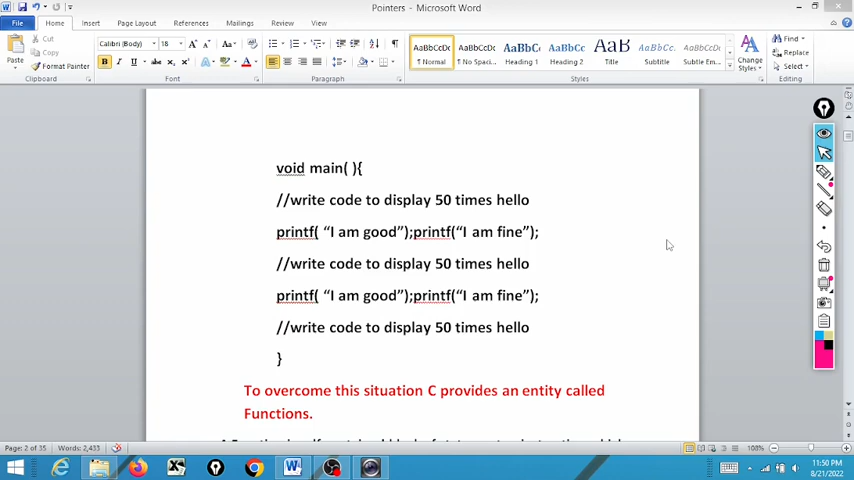 Pointers - Microsoft Word
File Home Insert Page Layout References Mailings Review View
Cut
Copy
Format Painter
Paste
Calibri (Body) 18
AaBbCcDc AaBbCcDc AaBbC AaBbCc AaB AaBbCc. AaBbCcD
¶ Normal ¶ No Spaci... Heading 1 Heading 2 Title Subtitle Subtle Em...
Change Styles
Find
Replace
Select
Clipboard Font Paragraph Styles Editing
void main( ){
//write code to display 50 times hello
printf( “I am good”);printf(“I am fine”);
//write code to display 50 times hello
printf( “I am good”);printf(“I am fine”);
//write code to display 50 times hello
}
To overcome this situation C provides an entity called
Functions.
Page: 2 of 35 Words: 2,433 108%
11:50 PM
8/21/2022